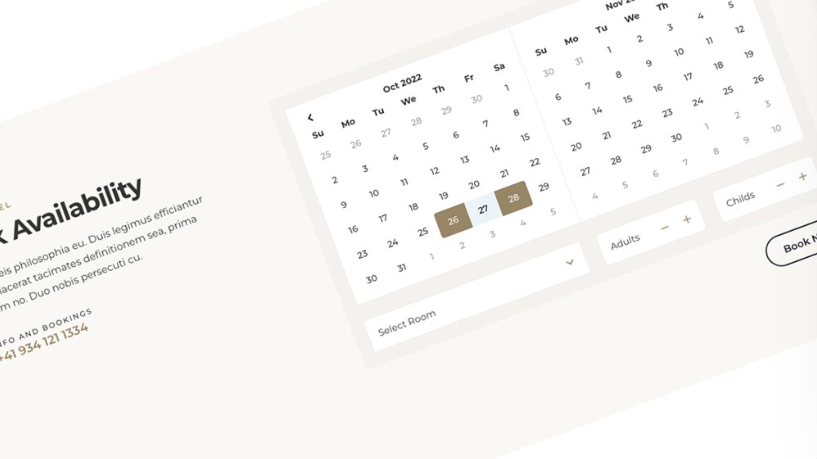 Availability
eis philosophia eu. Duis legimus efficiantur
acerat tacimates definitionem sea, prima
m no. Duo nobis persecuti cu.
NFO AND BOOKINGS
+41 934 121 1334
Oct 2022
Su Mo Tu We Th Fr Sa
25 26 27 28 29 30 1
2 3 4 5 6 7 8
9 10 11 12 13 14 15
16 17 18 19 20 21 22
23 24 25 26 27 28 29
30 31 1 2 3 4 5
Nov 20
Su Mo Tu We Th
30 31 1 2 3 4 5
6 7 8 9 10 11 12
13 14 15 16 17 18 19
20 21 22 23 24 25 26
27 28 29 30 1 2 3
4 5 6 7 8 9 10
Select Room
Adults − +
Childs − +
Book N